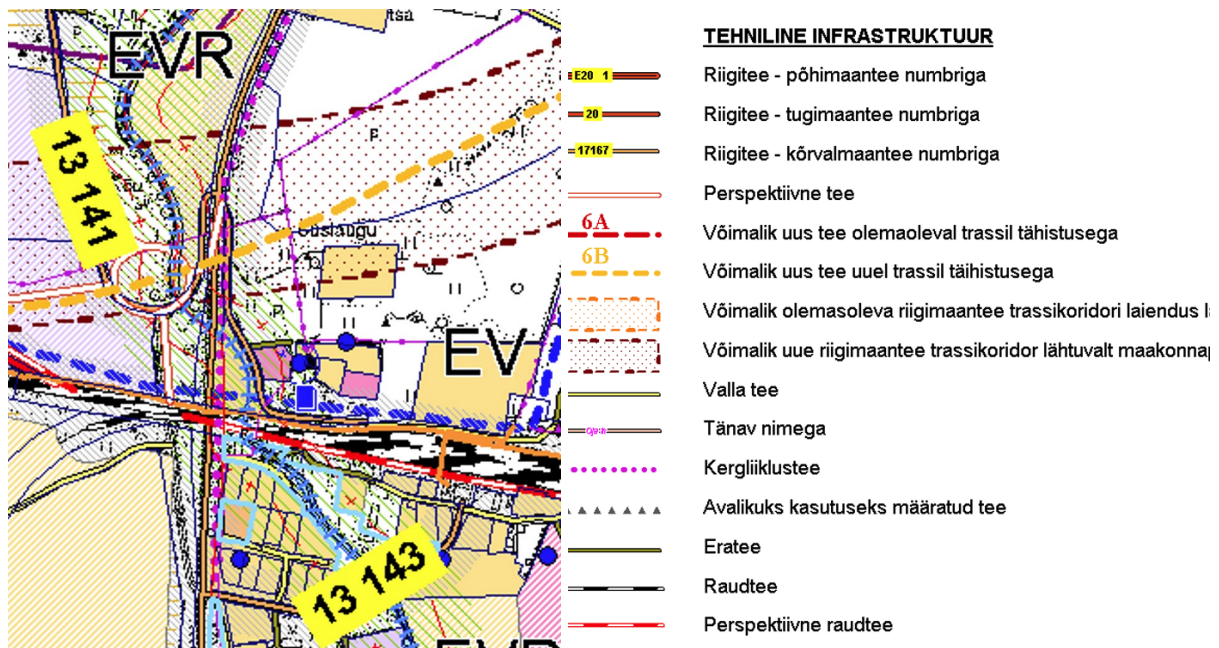 EVR
tsa
13 141
P
Uuslaugu
EV
13 143
TEHNILINE INFRASTRUKTUUR
E20 1 Riigitee - põhimaantee numbriga
20 Riigitee - tugimaantee numbriga
17167 Riigitee - kõrvalmaantee numbriga
Perspektiivne tee
6A Võimalik uus tee olemaoleval trassil tähistusega
6B Võimalik uus tee uuel trassil täihistusega
Võimalik olemasoleva riigimaantee trassikoridori laiendus
Võimalik uue riigimaantee trassikoridor lähtuvalt maakonnap
Valla tee
Tänav nimega
Kergliiklustee
Avalikuks kasutuseks määratud tee
Eratee
Raudtee
Perspektiivne raudtee